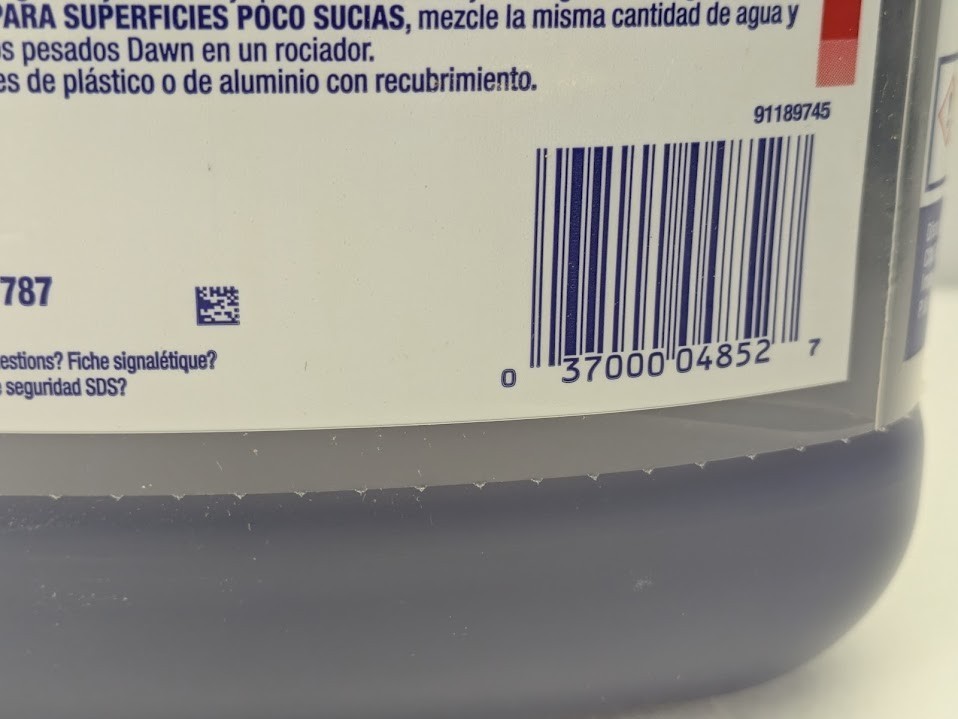 PARA SUPERFICIES POCO SUCIAS, mezcle la misma cantidad de agua y
pesados Dawn en un rociador.
de plástico o de aluminio con recubrimiento.
91189745
787
Fiche signalétique?
seguridad SDS?
0 37000 04852 7